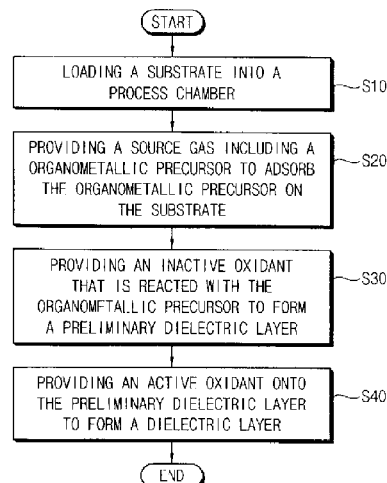 START
LOADING A SUBSTRATE INTO A
PROCESS CHAMBER
S10
PROVIDING A SOURCE GAS INCLUDING A
ORGANOMETALLIC PRECURSOR TO ADSORB
THE ORGANOMETALLIC PRECURSOR ON
THE SUBSTRATE
S20
PROVIDING AN INACTIVE OXIDANT
THAT IS REACTED WITH THE
ORGANOMFTALLIC PRECURSOR TO FORM
A PRELIMINARY DIELECTRIC LAYER
S30
PROVIDING AN ACTIVE OXIDANT ONTO
THE PRELIMINARY DIELECTRIC LAYER
TO FORM A DIELECTRIC LAYER
S40
END